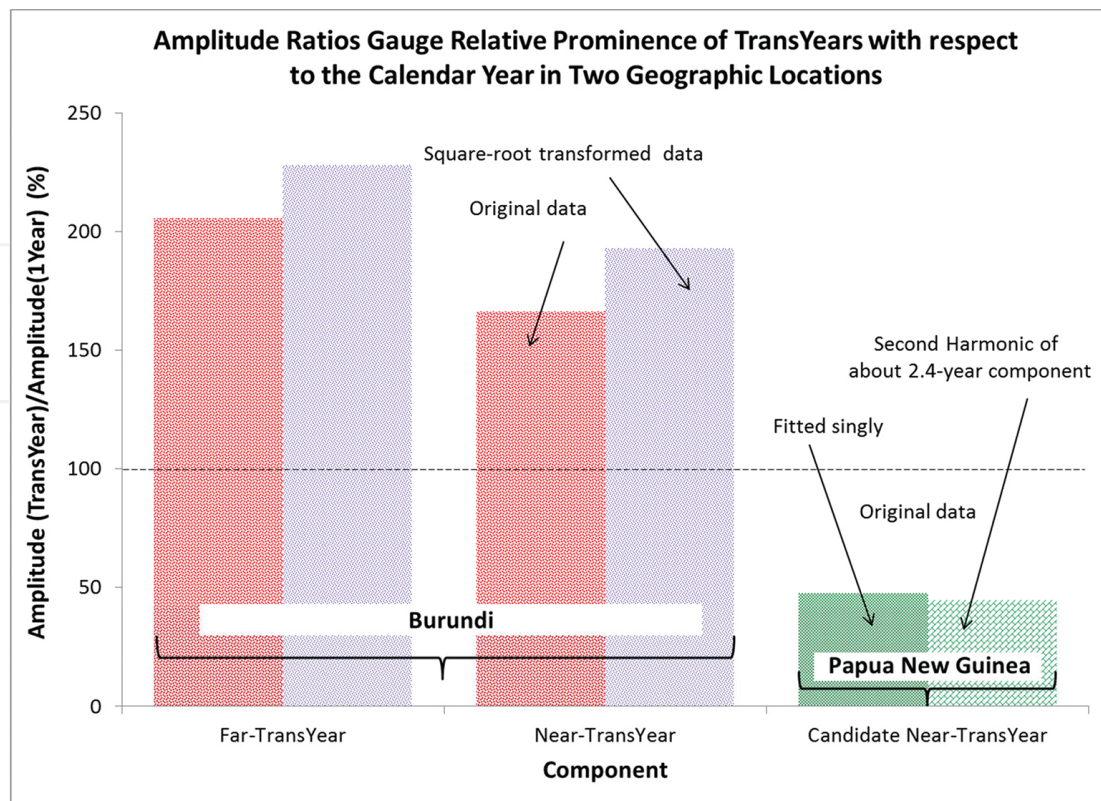 Amplitude Ratios Gauge Relative Prominence of TransYears with respect
to the Calendar Year in Two Geographic Locations
Amplitude (TransYear)/Amplitude(1Year) (%)
250
200
150
100
50
0
Square-root transformed data
Original data
Second Harmonic of
about 2.4-year component
Fitted singly
Original data
Burundi
Papua New Guinea
Far-TransYear
Near-TransYear
Candidate Near-TransYear
Component